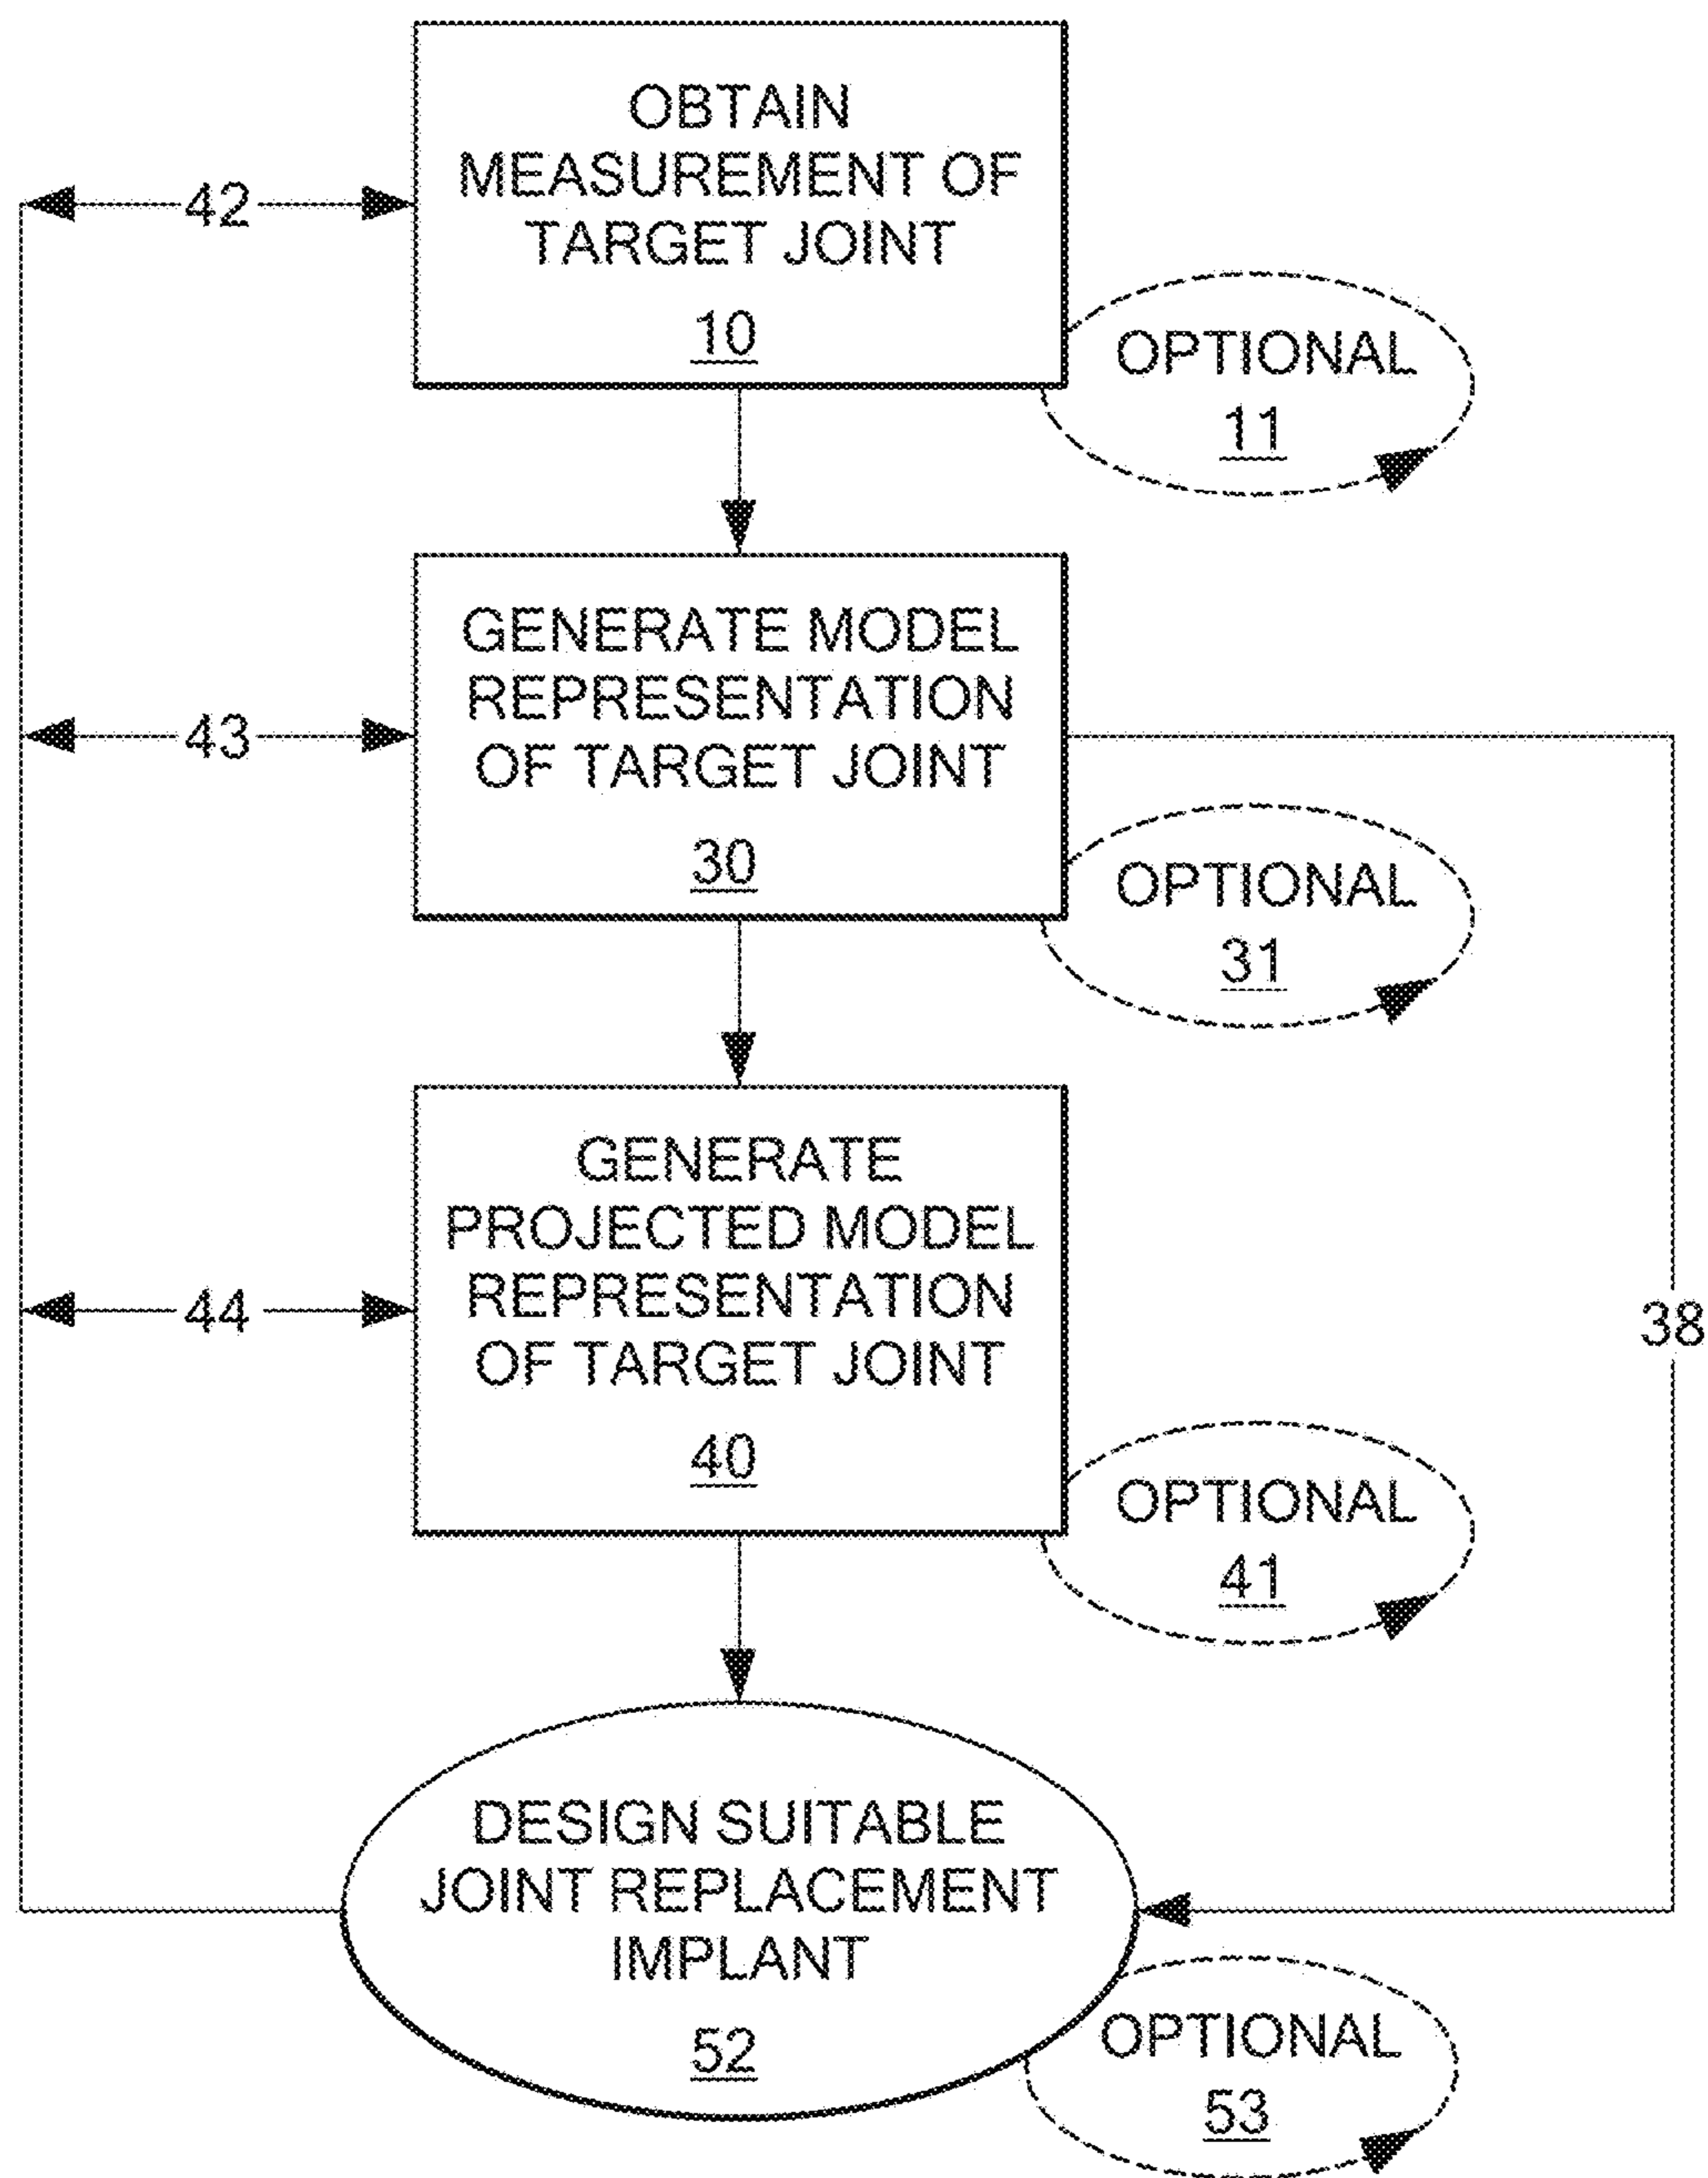 OBTAIN
MEASUREMENT OF
TARGET JOINT
10
42
OPTIONAL
11
GENERATE MODEL
REPRESENTATION
OF TARGET JOINT
30
43
OPTIONAL
31
GENERATE
PROJECTED MODEL
REPRESENTATION
OF TARGET JOINT
40
44
38
OPTIONAL
41
DESIGN SUITABLE
JOINT REPLACEMENT
IMPLANT
52
OPTIONAL
53